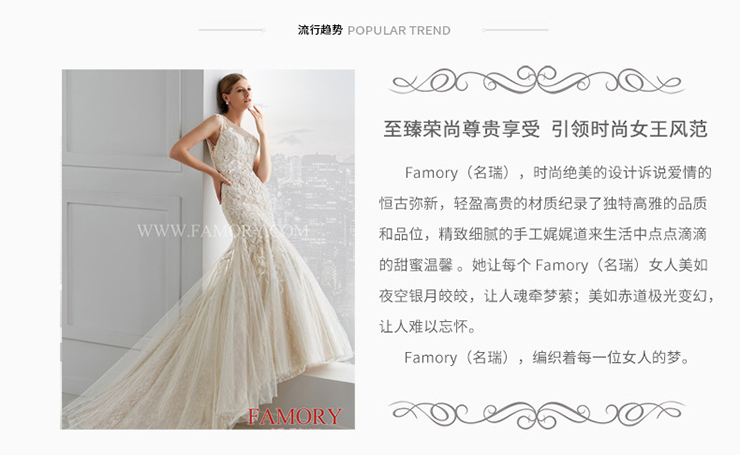 流行趋势 POPULAR TREND
WWW.FAMORY.COM
FAMORY
至臻荣尚尊贵享受 引领时尚女王风范
Famory（名瑞），时尚绝美的设计诉说爱情的
恒古弥新，轻盈高贵的材质纪录了独特高雅的品质
和品位，精致细腻的手工娓娓道来生活中点点滴滴
的甜蜜温馨 。她让每个 Famory（名瑞）女人美如
夜空银月皎皎，让人魂牵梦萦；美如赤道极光变幻，
让人难以忘怀。
Famory（名瑞），编织着每一位女人的梦。